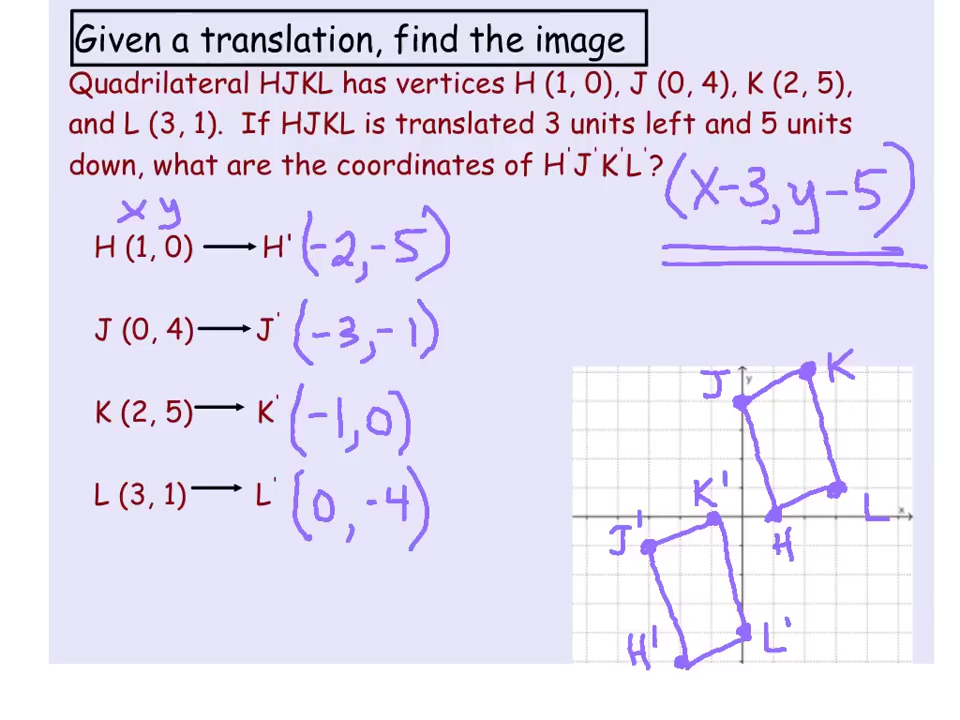 Given a translation, find the image
Quadrilateral HJKL has vertices H (1, 0), J (0, 4), K (2, 5),
and L (3, 1). If HJKL is translated 3 units left and 5 units
down, what are the coordinates of H'J'K'L'?
(x-3, y-5)
x y
H (1, 0) → H' (-2, -5)
J (0, 4) → J' (-3, -1)
K (2, 5) → K' (-1, 0)
L (3, 1) → L' (0, -4)
J y K
K' L x
J' H
H' L'